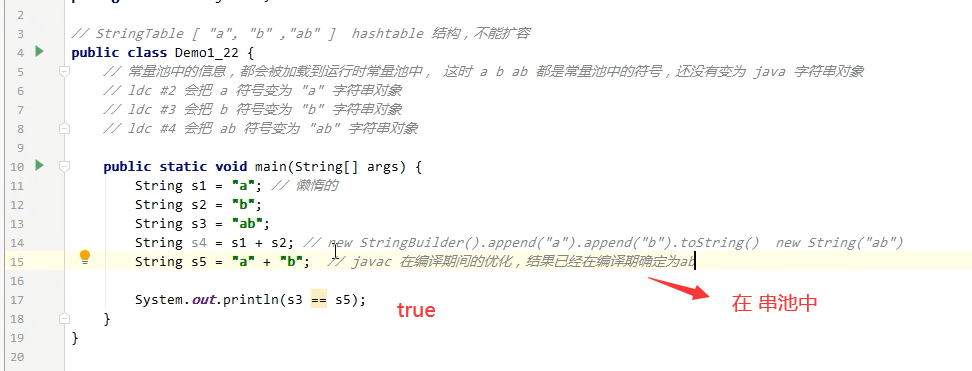 2
3 // StringTable [ "a", "b" ,"ab" ]  hashtable 结构，不能扩容
4 public class Demo1_22 {
5 // 常量池中的信息，都会被加载到运行时常量池中， 这时 a b ab 都是常量池中的符号，还没有变为 java 字符串对象
6 // ldc #2 会把 a 符号变为 "a" 字符串对象
7 // ldc #3 会把 b 符号变为 "b" 字符串对象
8 // ldc #4 会把 ab 符号变为 "ab" 字符串对象
9
10 public static void main(String[] args) {
11 String s1 = "a"; // 懒惰的
12 String s2 = "b";
13 String s3 = "ab";
14 String s4 = s1 + s2; // new StringBuilder().append("a").append("b").toString()  new String("ab")
15 String s5 = "a" + "b";  // javac 在编译期间的优化，结果已经在编译期确定为ab
16
在 串池中
17 System.out.println(s3 == s5);
true
18 }
19 }
20